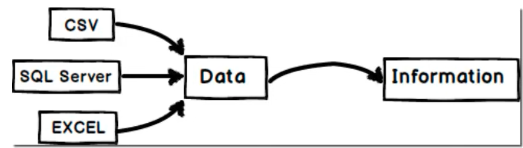 CSV
SQL Server
EXCEL
Data
Information